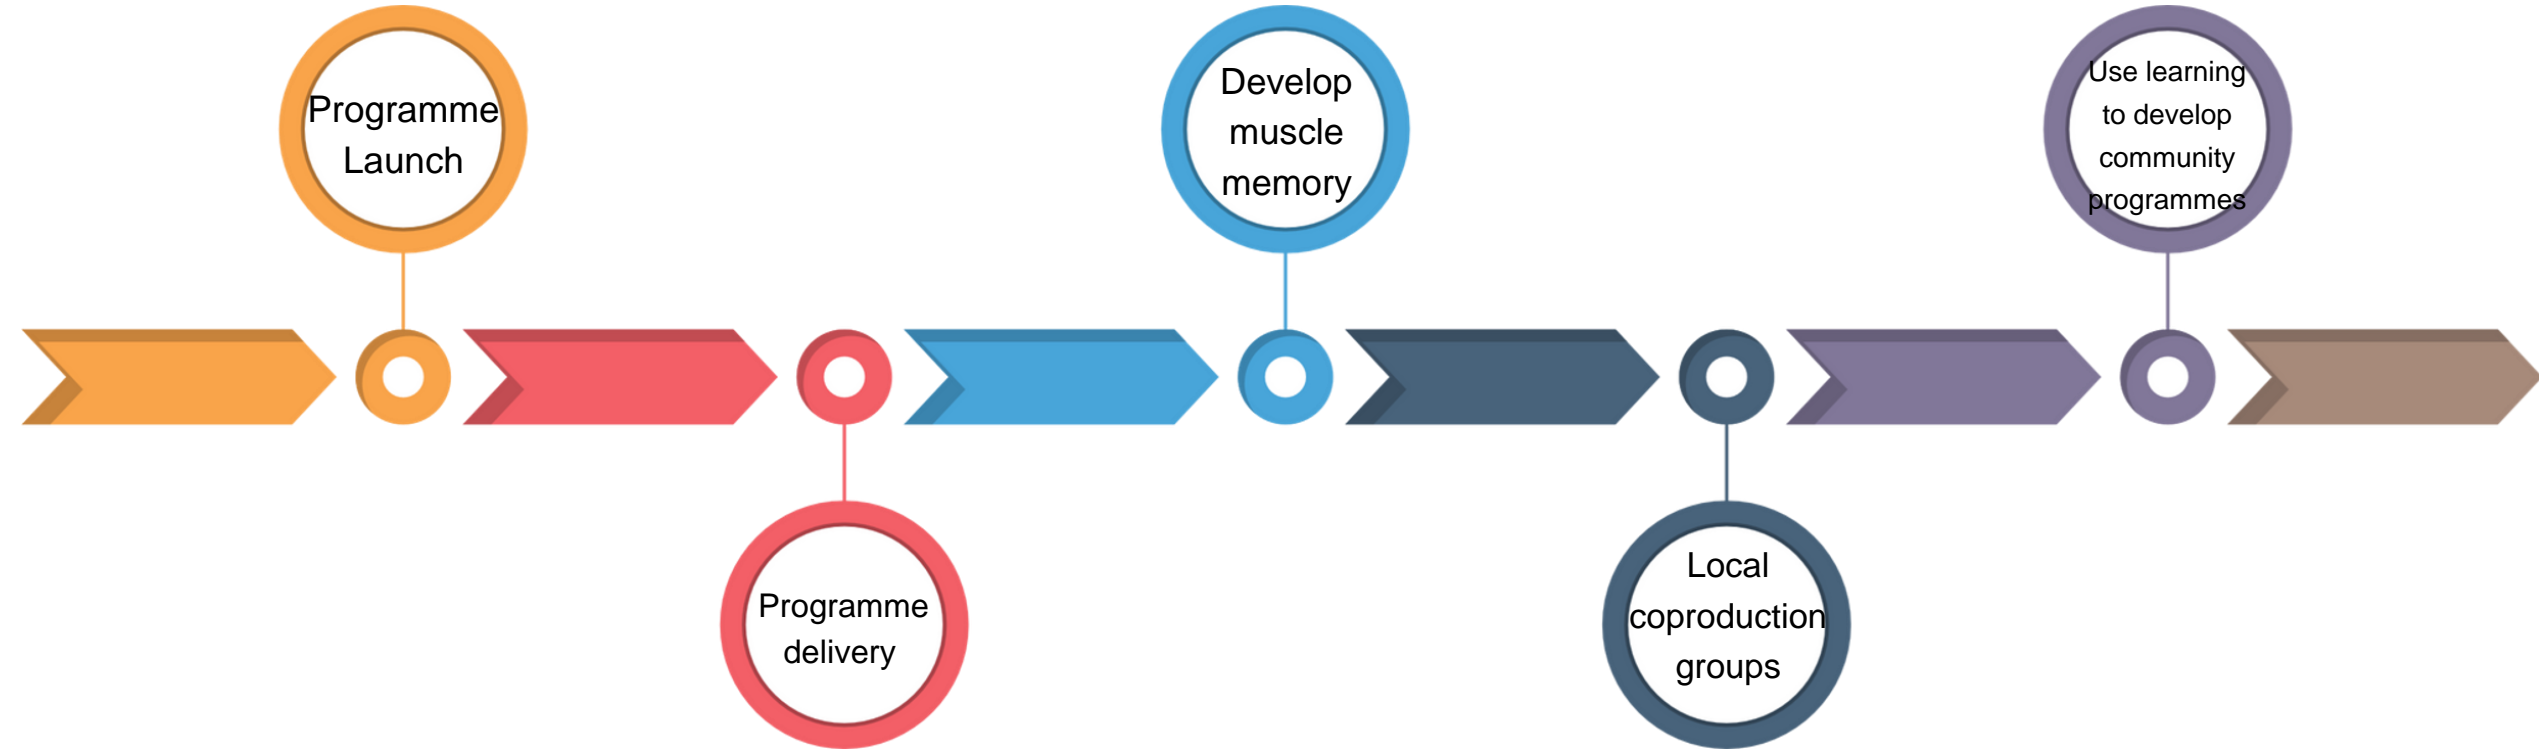 Programme
Launch
Programme
delivery
Develop
muscle
memory
Local
coproduction
groups
Use learning
to develop
community
programmes